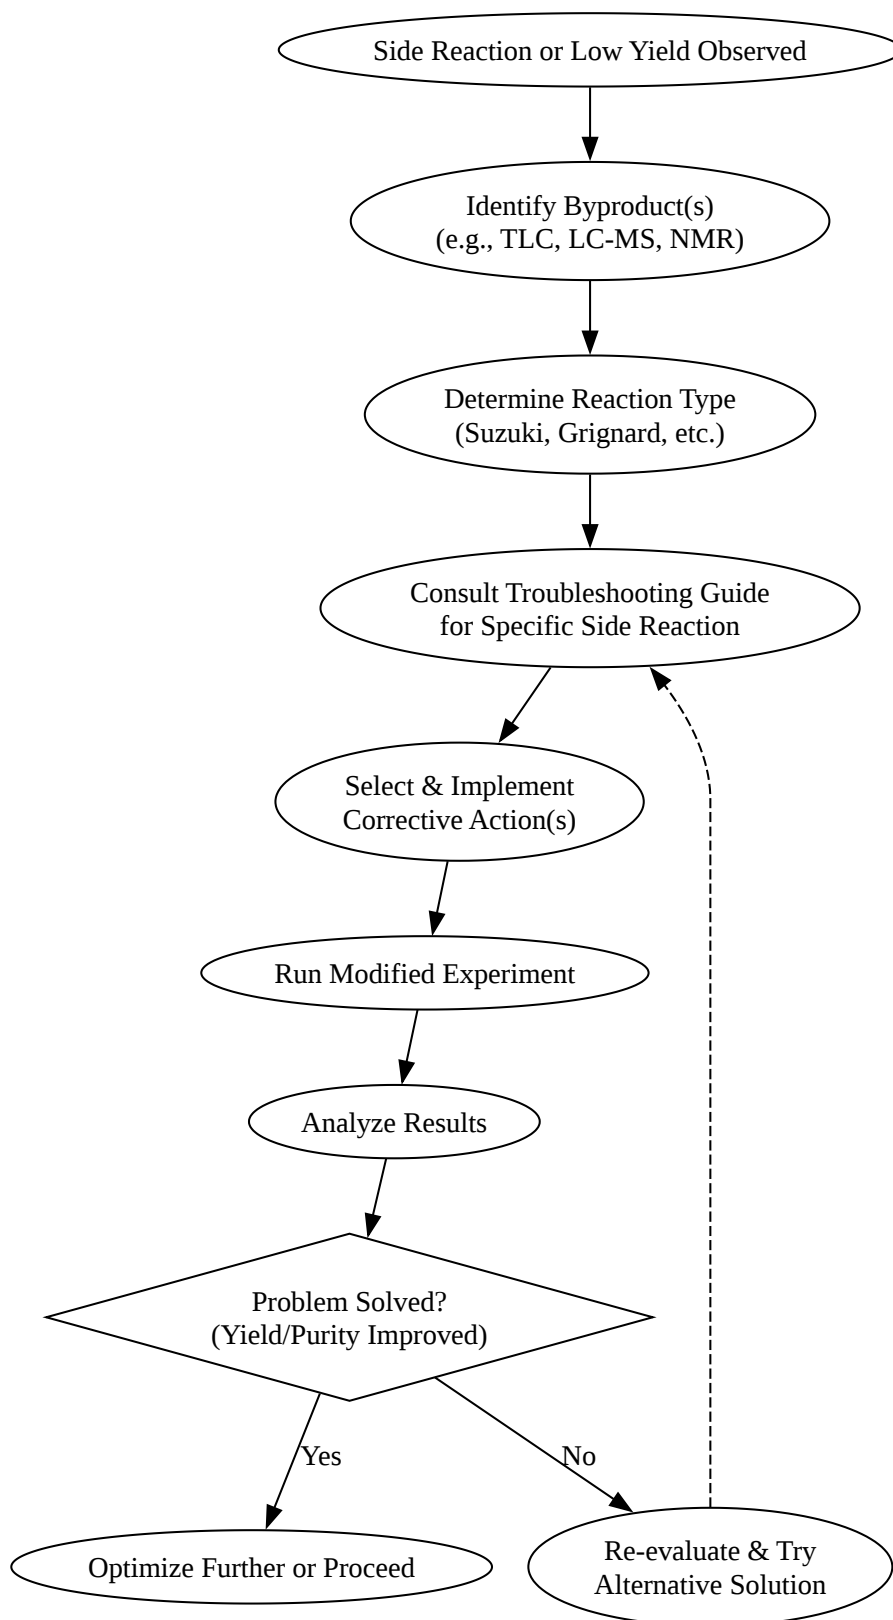 Side Reaction or Low Yield Observed
Identify Byproduct(s)
(e.g., TLC, LC-MS, NMR)
Determine Reaction Type
(Suzuki, Grignard, etc.)
Consult Troubleshooting Guide
for Specific Side Reaction
Select & Implement
Corrective Action(s)
Run Modified Experiment
Analyze Results
Problem Solved?
(Yield/Purity Improved)
Yes
No
Optimize Further or Proceed
Re-evaluate & Try
Alternative Solution